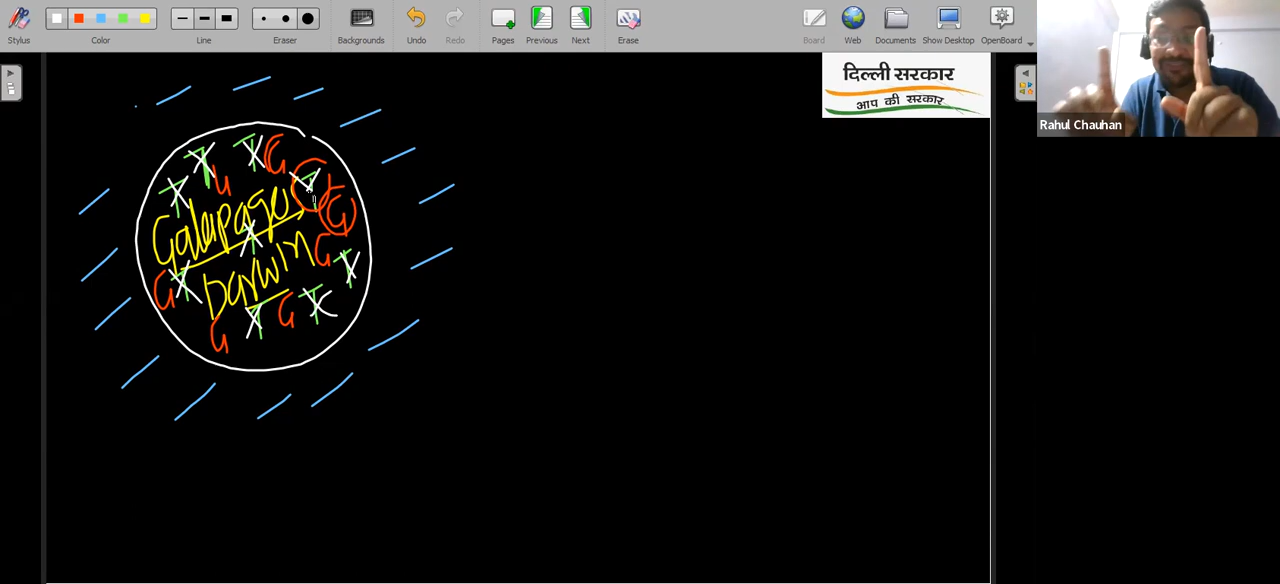 Stylus
Color
Line
Eraser
Backgrounds
Undo
Redo
Pages
Previous
Next
Erase
Board
Web
Documents
Show Desktop
OpenBoard
दिल्ली सरकार
आप की सरकार
Rahul Chauhan
T T G
T G T G
Galapagus
T G
Darwin
G T T
T G T
G